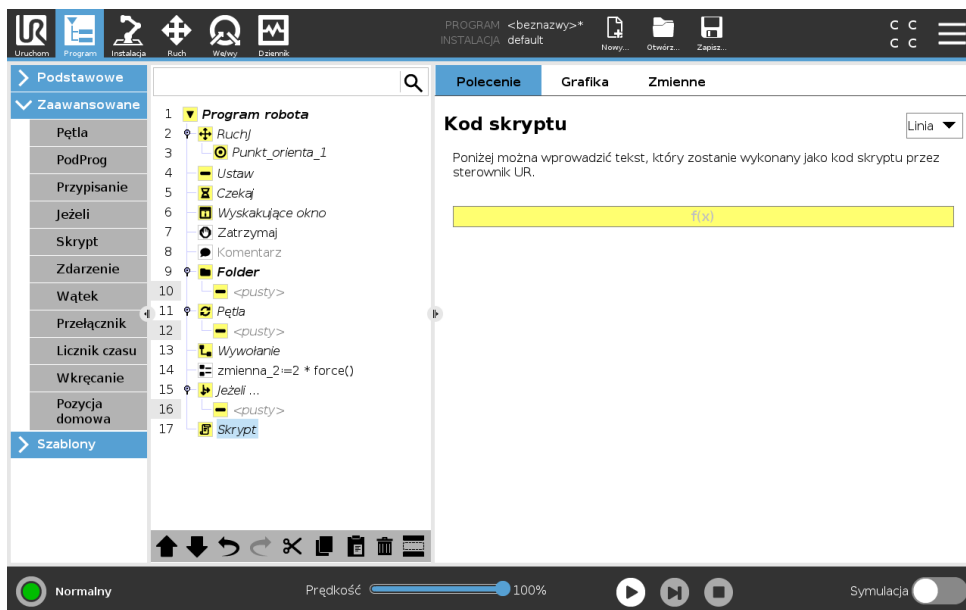 UR
PROGRAM <beznazwy>*
INSTALACJA default
C C
C C
Uruchom Program Instalacja Ruch We/wy Dziennik Nowy... Otwórz... Zapisz...
Podstawowe
Zaawansowane
Pętla
PodProg
Przypisanie
Jeżeli
Skrypt
Zdarzenie
Wątek
Przełącznik
Licznik czasu
Wkręcanie
Pozycja
domowa
Szablony
1 Program robota
2 RuchJ
3 Punkt_orienta_1
4 Ustaw
5 Czekaj
6 Wyskakujące okno
7 Zatrzymaj
8 Komentarz
9 Folder
10 <pusty>
11 Pętla
12 <pusty>
13 Wywołanie
14 zmienna_2≔2 * force()
15 Jeżeli ...
16 <pusty>
17 Skrypt
Polecenie Grafika Zmienne
Kod skryptu
Linia
Poniżej można wprowadzić tekst, który zostanie wykonany jako kod skryptu przez
sterownik UR.
f(x)
Normalny
Prędkość 100%
Symulacja